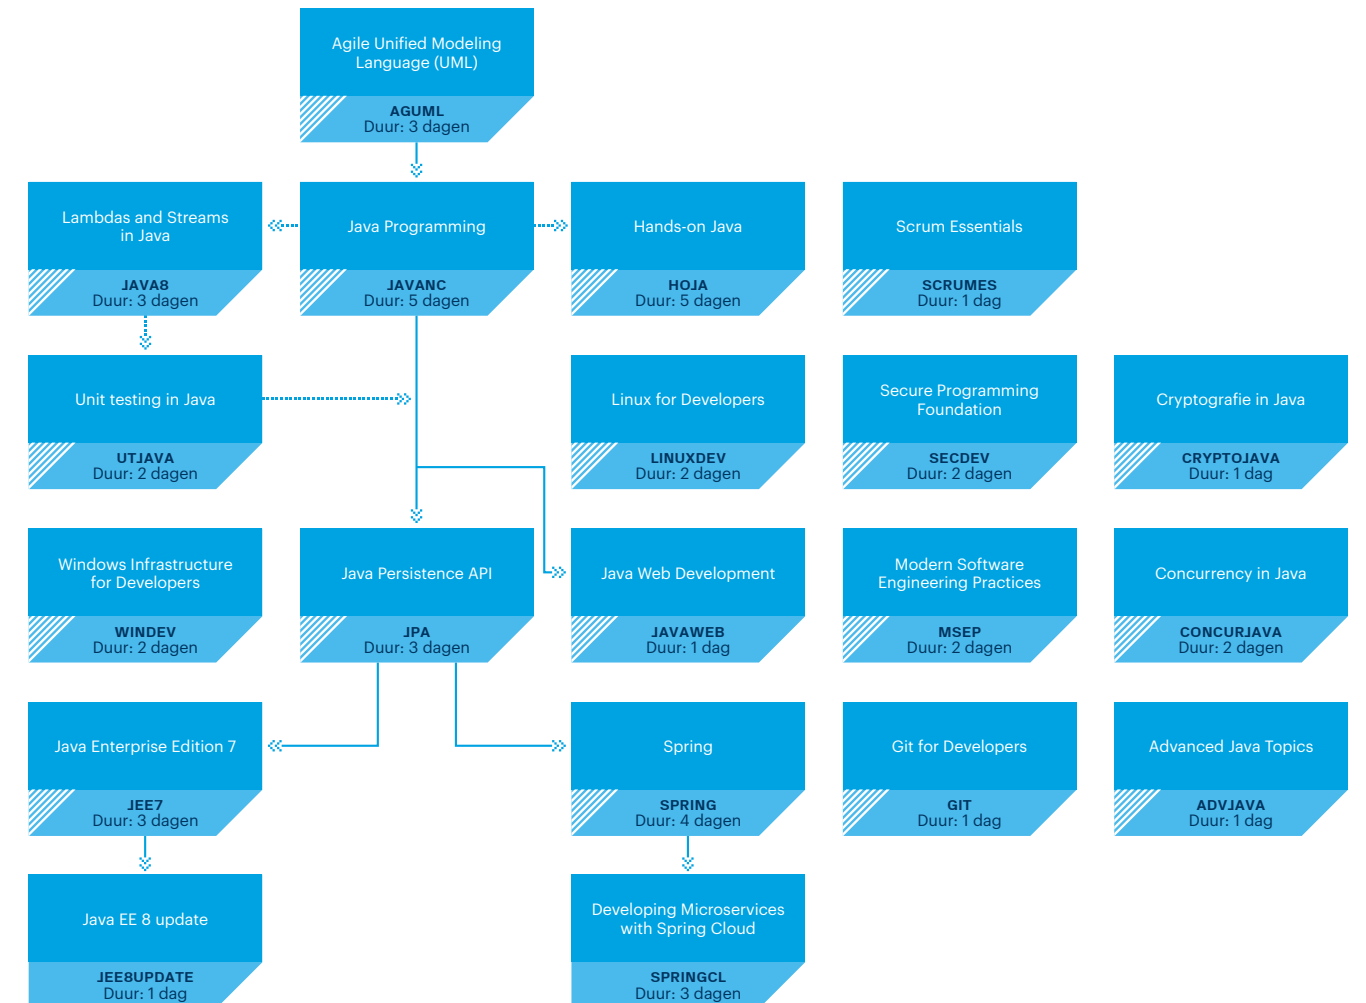 Agile Unified Modeling
Language (UML)
AGUML
Duur: 3 dagen
Lambdas and Streams
in Java
JAVA8
Duur: 3 dagen
Java Programming
JAVANC
Duur: 5 dagen
Hands-on Java
HOJA
Duur: 5 dagen
Scrum Essentials
SCRUMES
Duur: 1 dag
Unit testing in Java
UTJAVA
Duur: 2 dagen
Linux for Developers
LINUXDEV
Duur: 2 dagen
Secure Programming
Foundation
SECDEV
Duur: 2 dagen
Cryptografie in Java
CRYPTOJAVA
Duur: 1 dag
Windows Infrastructure
for Developers
WINDEV
Duur: 2 dagen
Java Persistence API
JPA
Duur: 3 dagen
Java Web Development
JAVAWEB
Duur: 1 dag
Modern Software
Engineering Practices
MSEP
Duur: 2 dagen
Concurrency in Java
CONCURJAVA
Duur: 2 dagen
Java Enterprise Edition 7
JEE7
Duur: 3 dagen
Spring
SPRING
Duur: 4 dagen
Git for Developers
GIT
Duur: 1 dag
Advanced Java Topics
ADVJAVA
Duur: 1 dag
Java EE 8 update
JEE8UPDATE
Duur: 1 dag
Developing Microservices
with Spring Cloud
SPRINGCL
Duur: 3 dagen